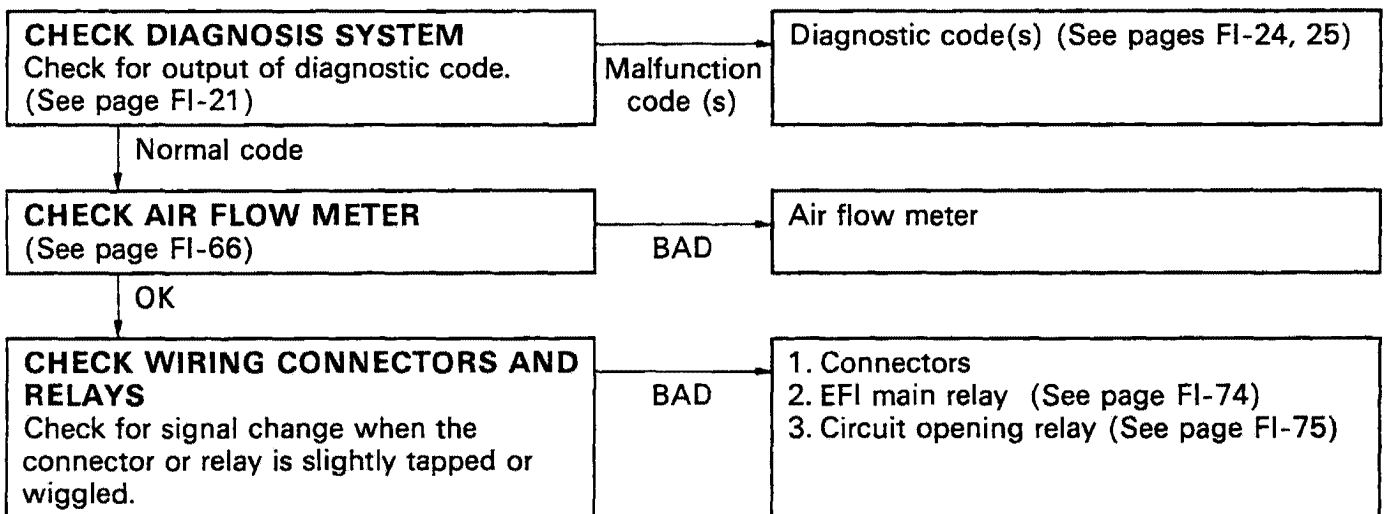 CHECK DIAGNOSIS SYSTEM
Check for output of diagnostic code.
(See page FI-21)
Malfunction
code (s)
Diagnostic code(s) (See pages FI-24, 25)
Normal code
CHECK AIR FLOW METER
(See page FI-66)
BAD
Air flow meter
OK
CHECK WIRING CONNECTORS AND
RELAYS
Check for signal change when the
connector or relay is slightly tapped or
wiggled.
BAD
1. Connectors
2. EFI main relay (See page FI-74)
3. Circuit opening relay (See page FI-75)